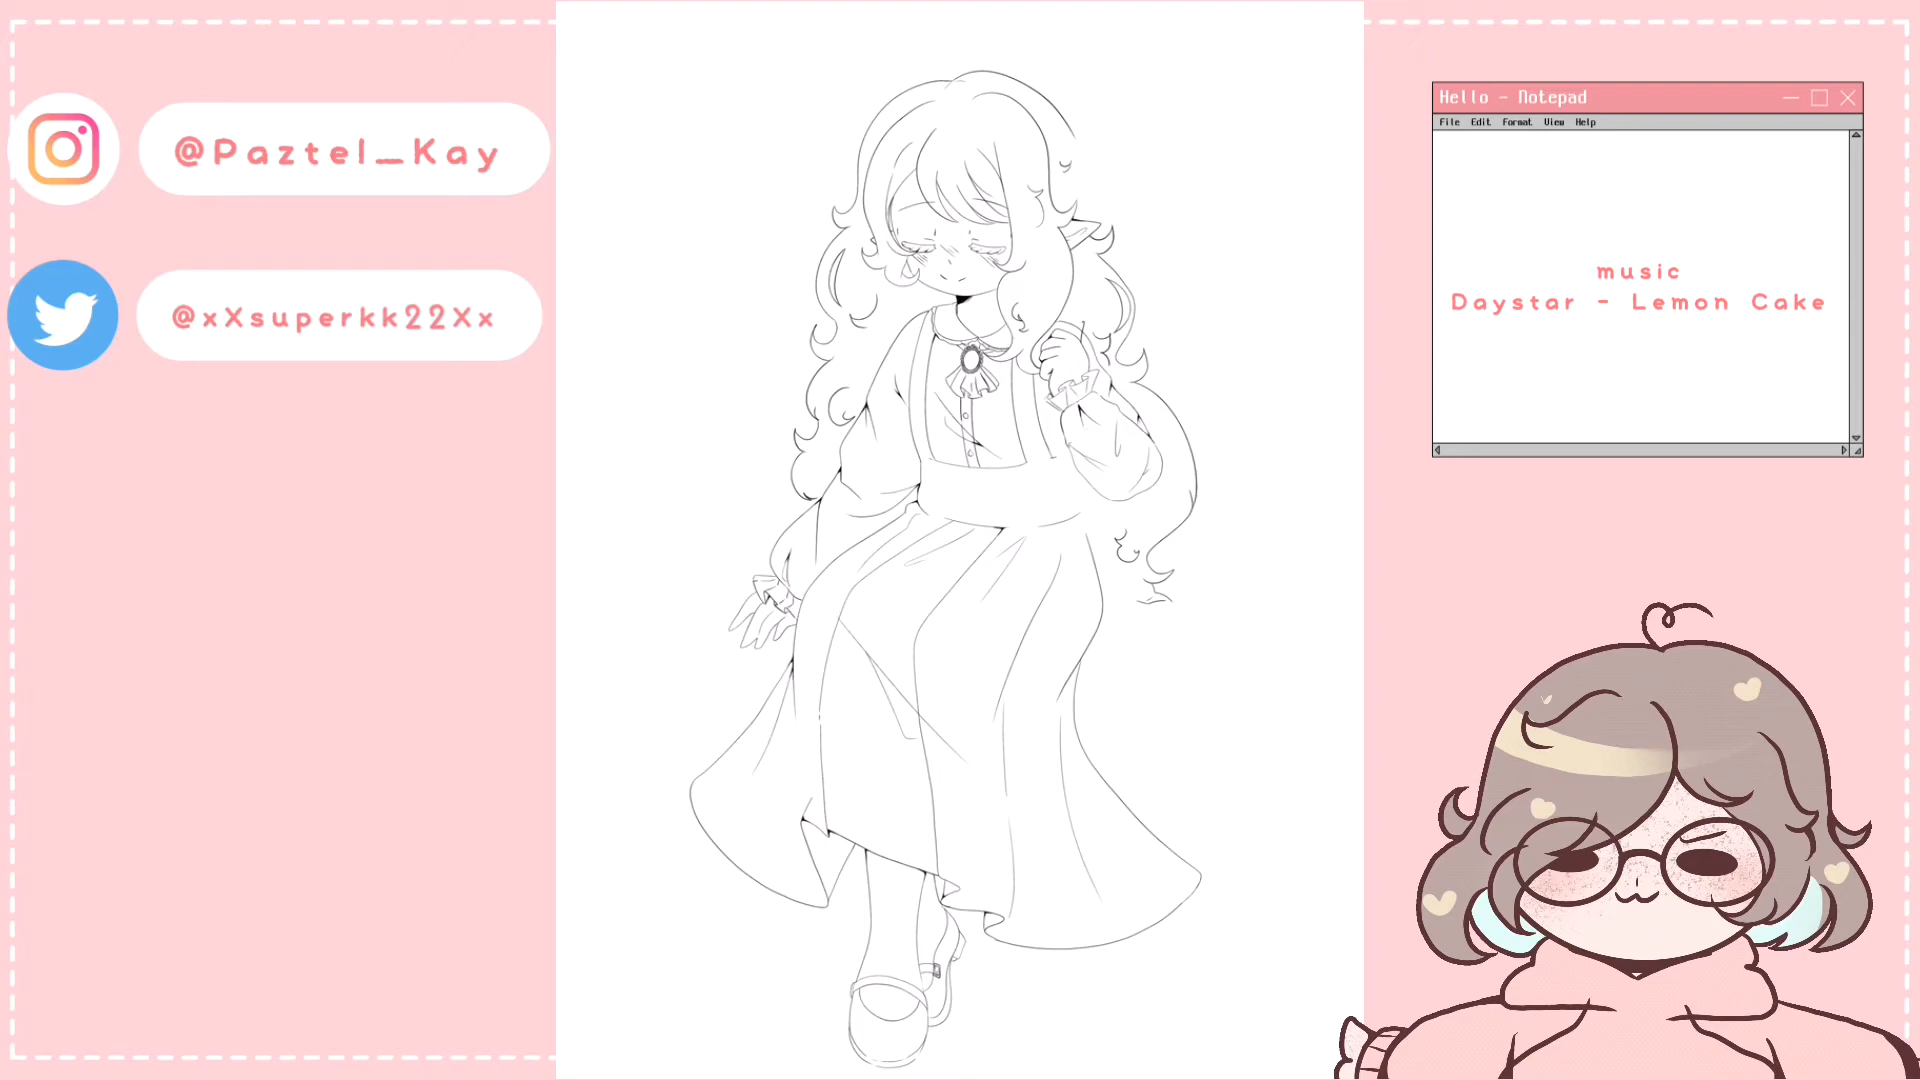 @Paztel_Kay
@xXsuperkk22Xx
Hello - Notepad
File Edit Format View Help
music
Daystar - Lemon Cake